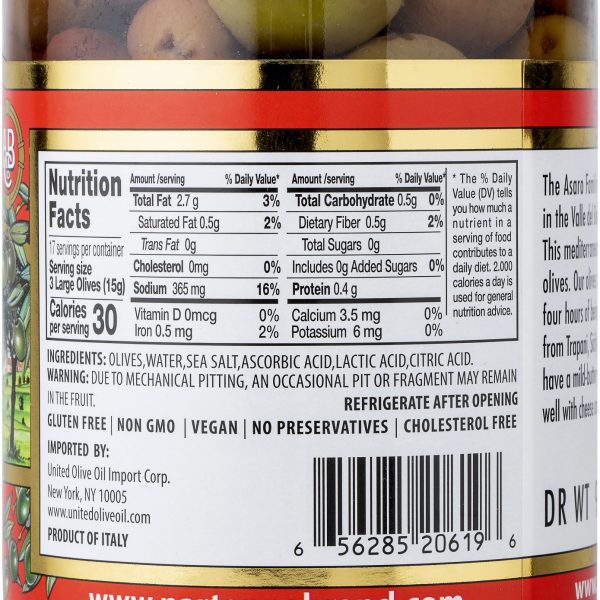 Nutrition Facts
17 servings per container
Serving size
3 Large Olives (15g)
Calories per serving 30
Amount /serving % Daily Value*
Total Fat 2.7 g 3%
Saturated Fat 0.5g 2%
Trans Fat 0g
Cholesterol 0mg 0%
Sodium 365 mg 16%
Vitamin D 0mcg 0%
Iron 0.5 mg 2%
Amount /serving % Daily Value*
Total Carbohydrate 0.5g 0%
Dietary Fiber 0.5g 2%
Total Sugars 0g
Includes 0g Added Sugars 0%
Protein 0.4 g
Calcium 3.5 mg 0%
Potassium 6 mg 0%
* The % Daily
Value (DV) tells
you how much a
nutrient in a
serving of food
contributes to a
daily diet. 2.000
calories a day is
used for general
nutrition advice.
INGREDIENTS: OLIVES,WATER,SEA SALT,ASCORBIC ACID,LACTIC ACID,CITRIC ACID.
WARNING: DUE TO MECHANICAL PITTING, AN OCCASIONAL PIT OR FRAGMENT MAY REMAIN
IN THE FRUIT.
REFRIGERATE AFTER OPENING
GLUTEN FREE | NON GMO | VEGAN | NO PRESERVATIVES | CHOLESTEROL FREE
IMPORTED BY:
United Olive Oil Import Corp.
New York, NY 10005
www.unitedoliveoil.com
PRODUCT OF ITALY
6 56285 20619 6
The Asaro Fami
in the Valle del
This mediterran
olives. Our olive
four hours of be
from Trapani, Sic
have a mild-butte
well with cheese
DR WT